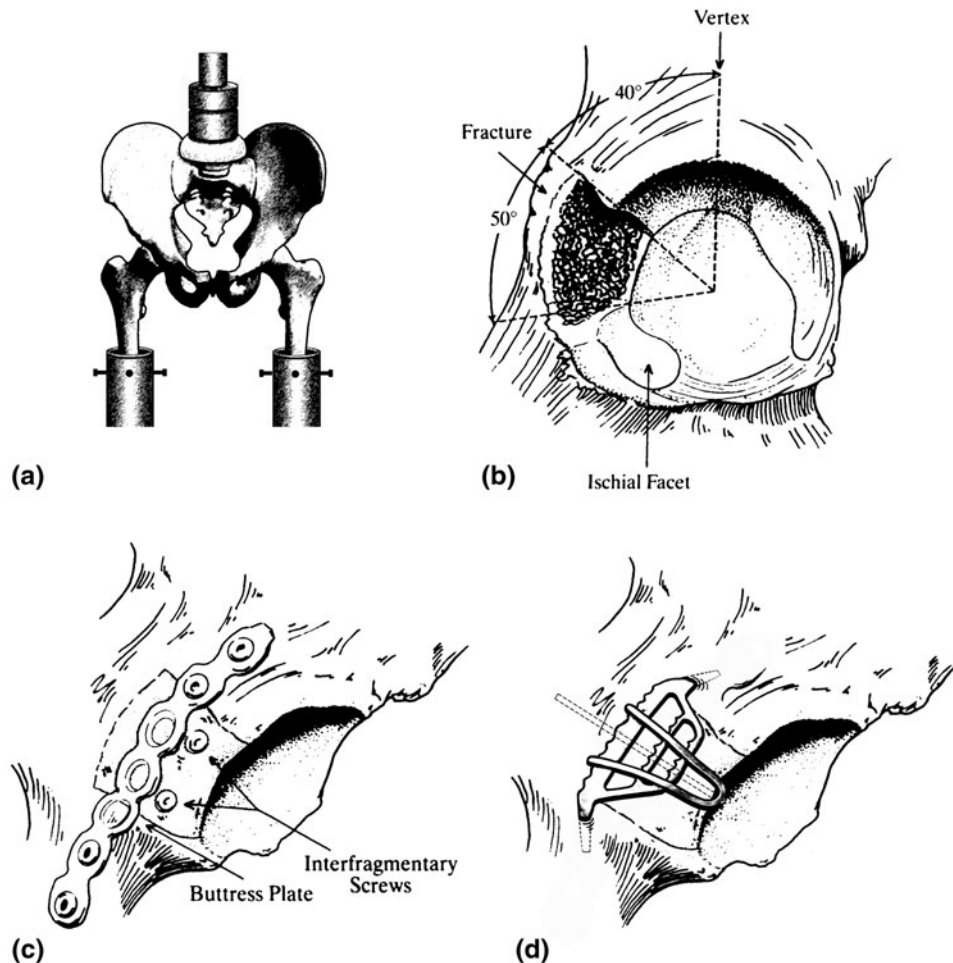 Vertex
40°
Fracture
50°
(a)
(b)
Ischial Facet
Interfragmentary
Screws
Buttress Plate
(c)
(d)